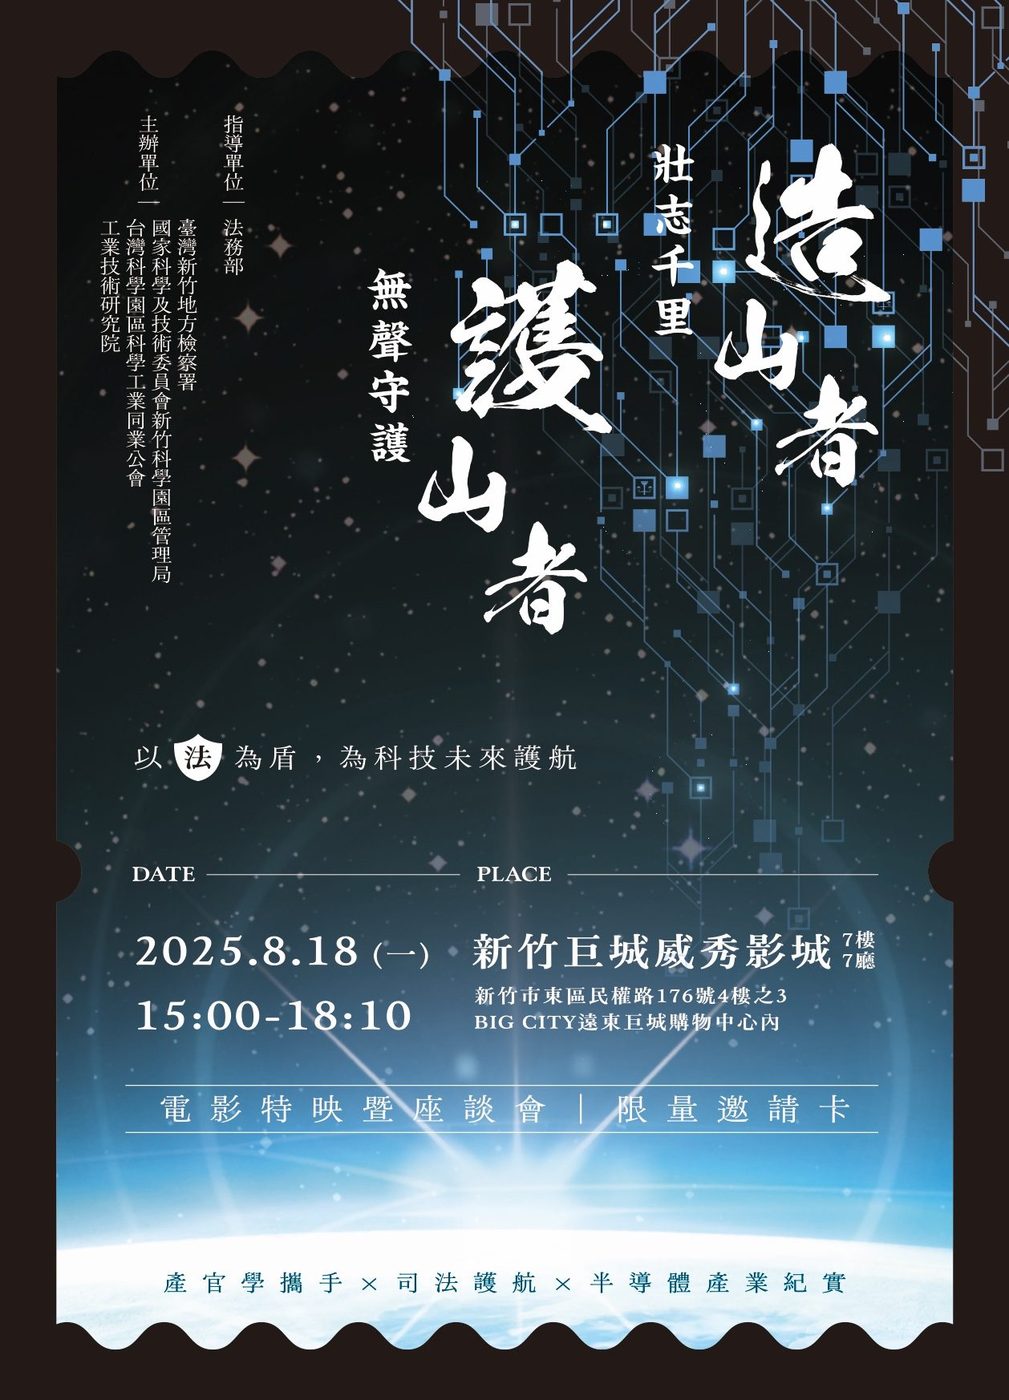 造山者
壯志千里
護山者
無聲守護
指導單位｜法務部
主辦單位｜
臺灣新竹地方檢察署
國家科學及技術委員會新竹科學園區管理局
台灣科學園區科學工業同業公會
工業技術研究院
以法為盾，為科技未來護航
DATE
2025.8.18（一）
15:00-18:10
PLACE
新竹巨城威秀影城
7樓
7廳
新竹市東區民權路176號4樓之3
BIG CITY遠東巨城購物中心內
電影特映暨座談會｜限量邀請卡
產官學攜手×司法護航×半導體產業紀實